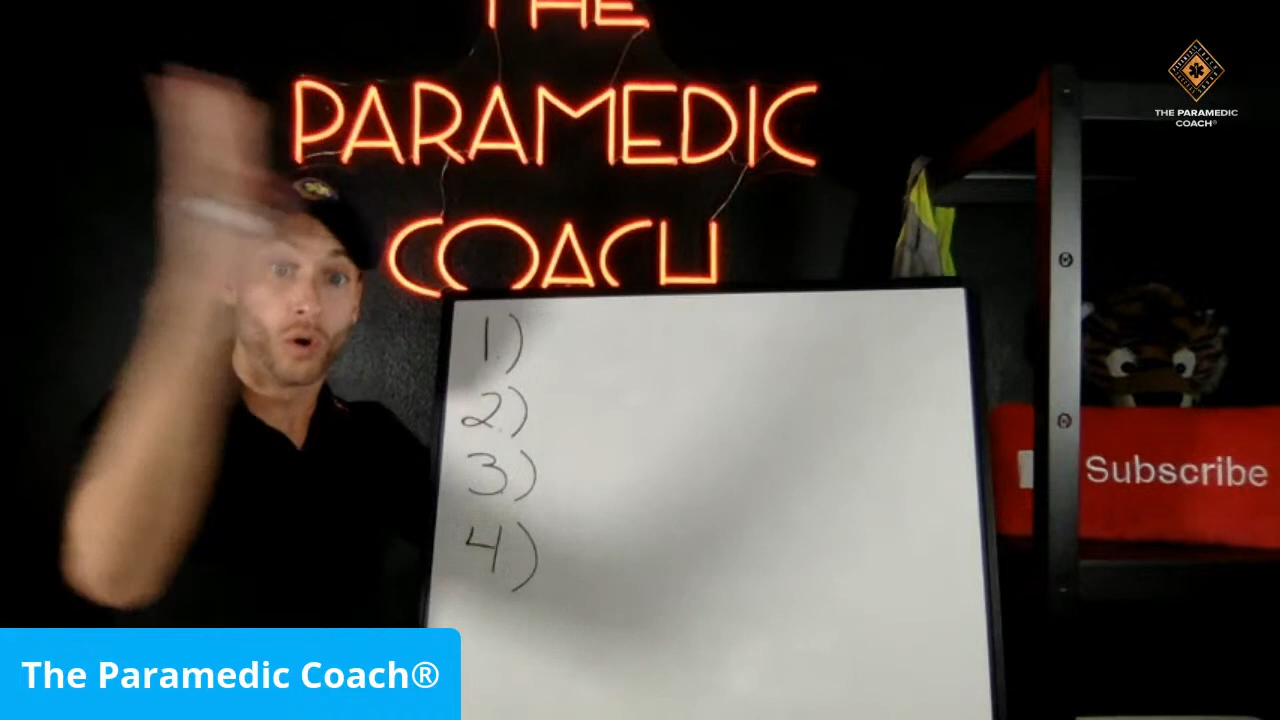 THE
PARAMEDIC
COACH
THE PARAMEDIC
COACH®
1.)
2.)
3)
4)
Subscribe
The Paramedic Coach®